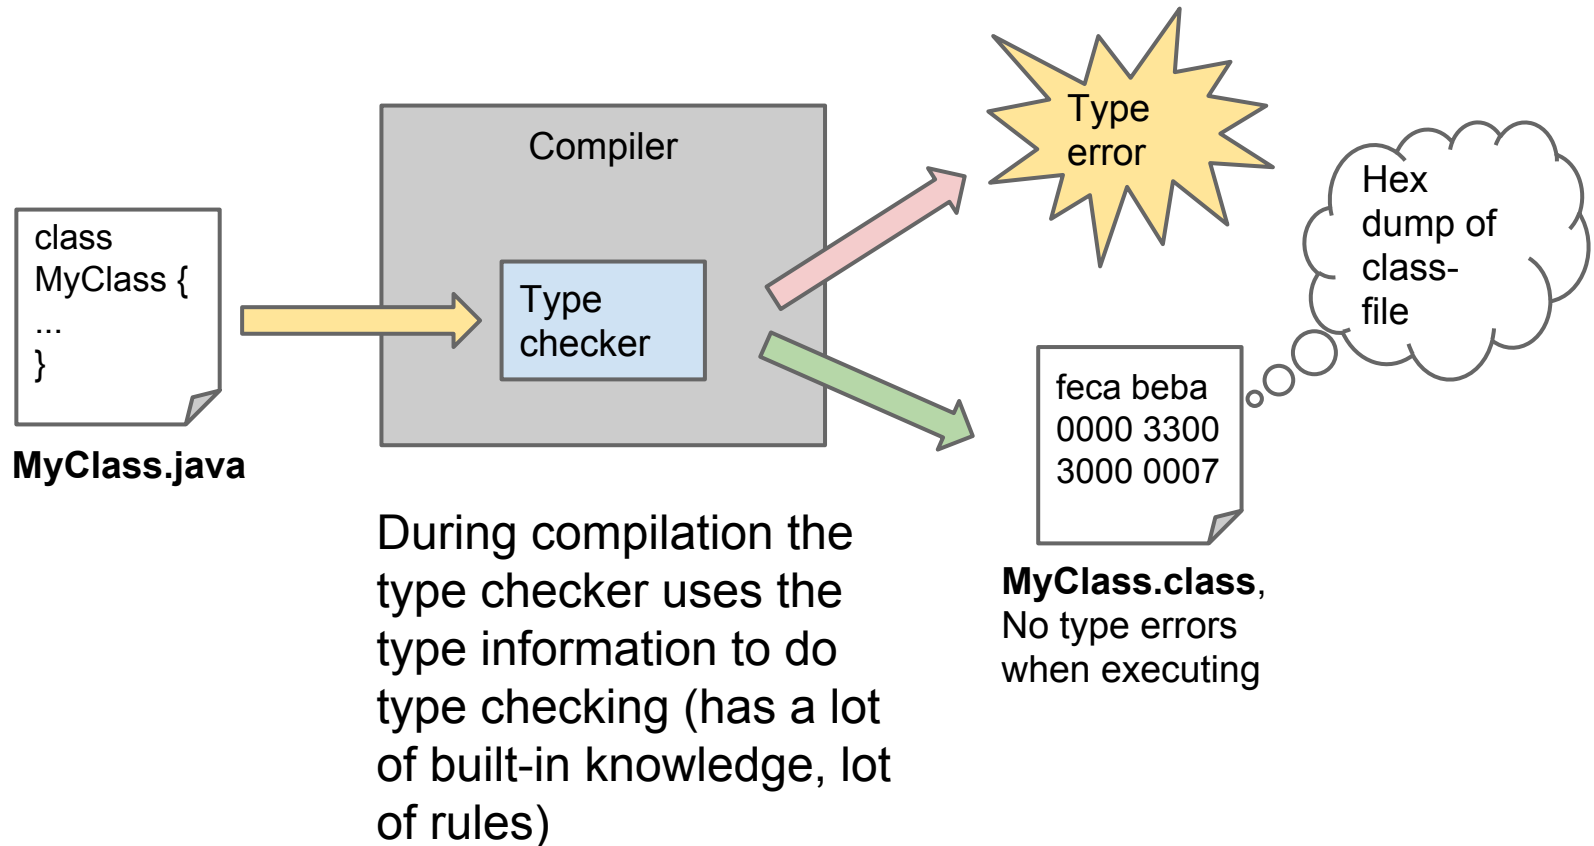 class
MyClass {
...
}
MyClass.java
Compiler
Type
checker
Type
error
Hex
dump of
class-
file
feca beba
0000 3300
3000 0007
MyClass.class,
No type errors
when executing
During compilation the
type checker uses the
type information to do
type checking (has a lot
of built-in knowledge, lot
of rules)